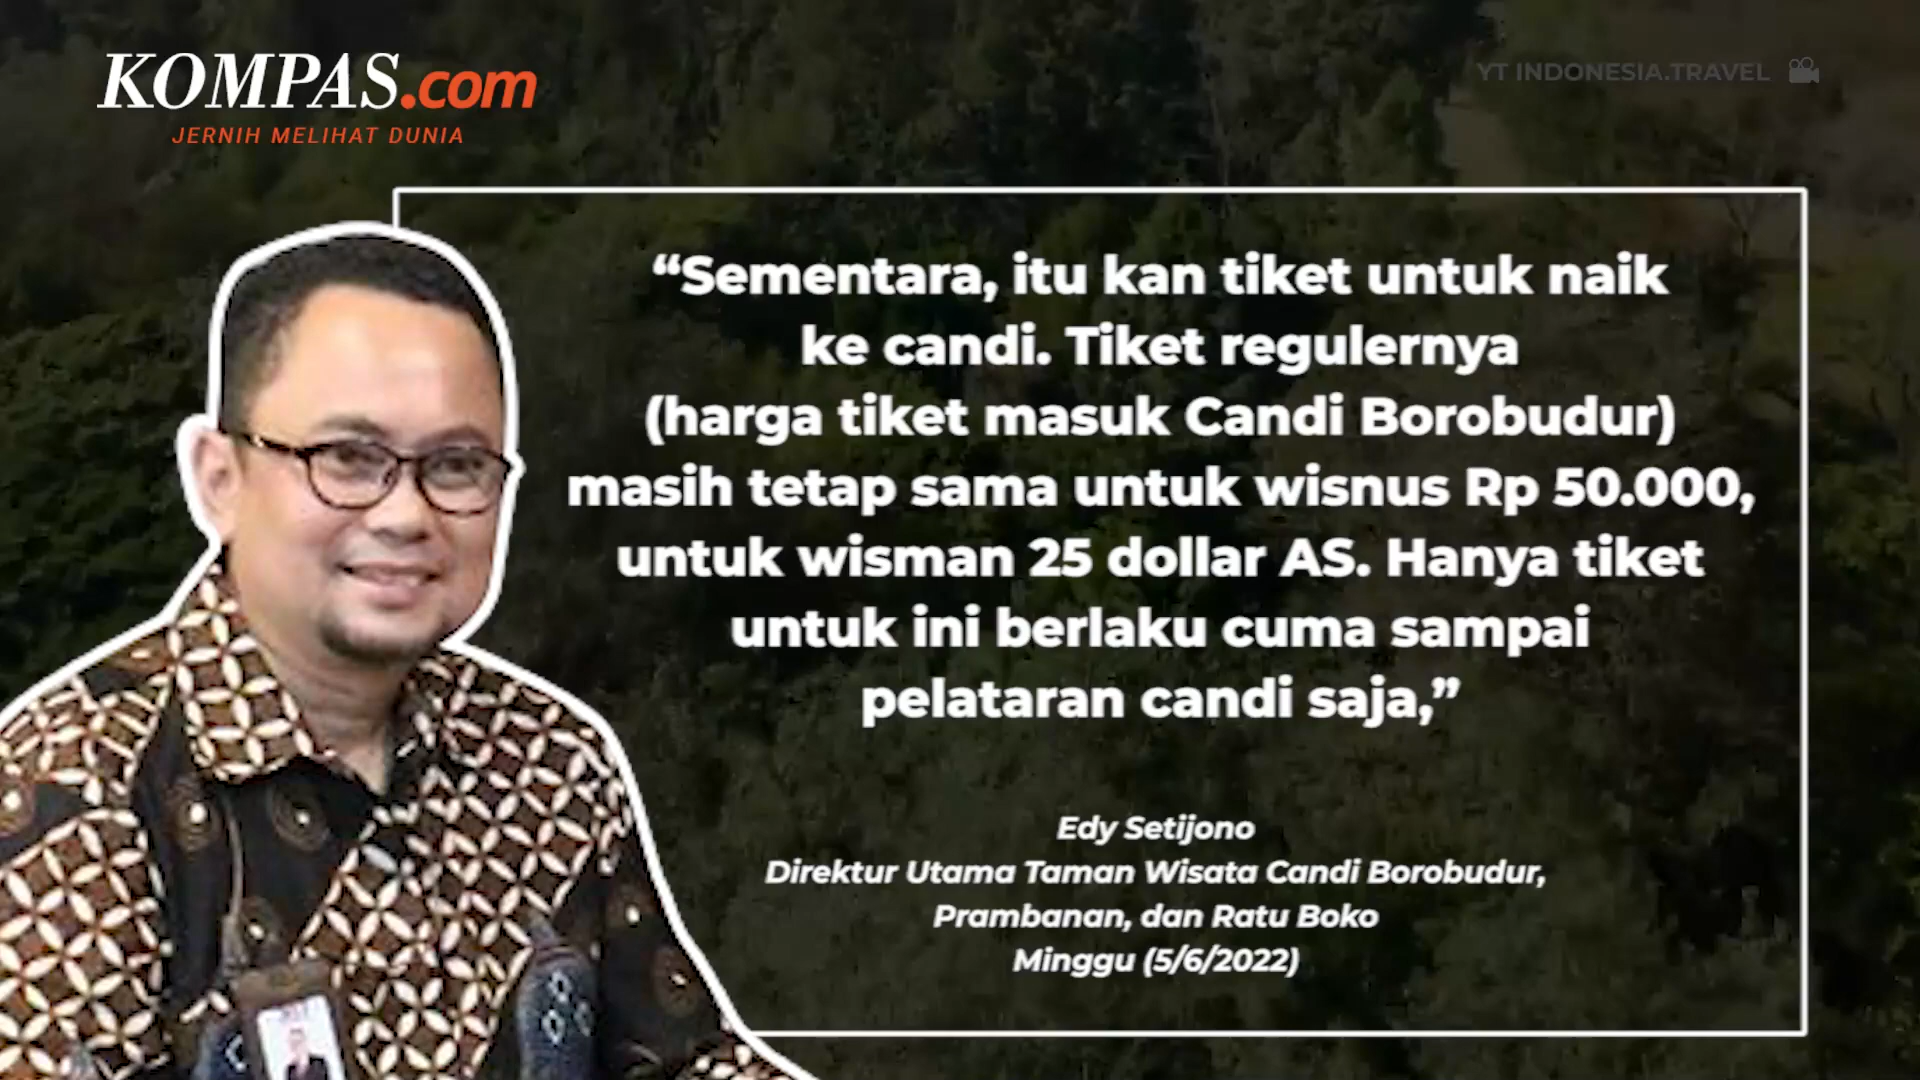 KOMPAS.com
JERNIH MELIHAT DUNIA
YT INDONESIA.TRAVEL
“Sementara, itu kan tiket untuk naik
ke candi. Tiket regulernya
(harga tiket masuk Candi Borobudur)
masih tetap sama untuk wisnus Rp 50.000,
untuk wisman 25 dollar AS. Hanya tiket
untuk ini berlaku cuma sampai
pelataran candi saja,”
Edy Setijono
Direktur Utama Taman Wisata Candi Borobudur,
Prambanan, dan Ratu Boko
Minggu (5/6/2022)